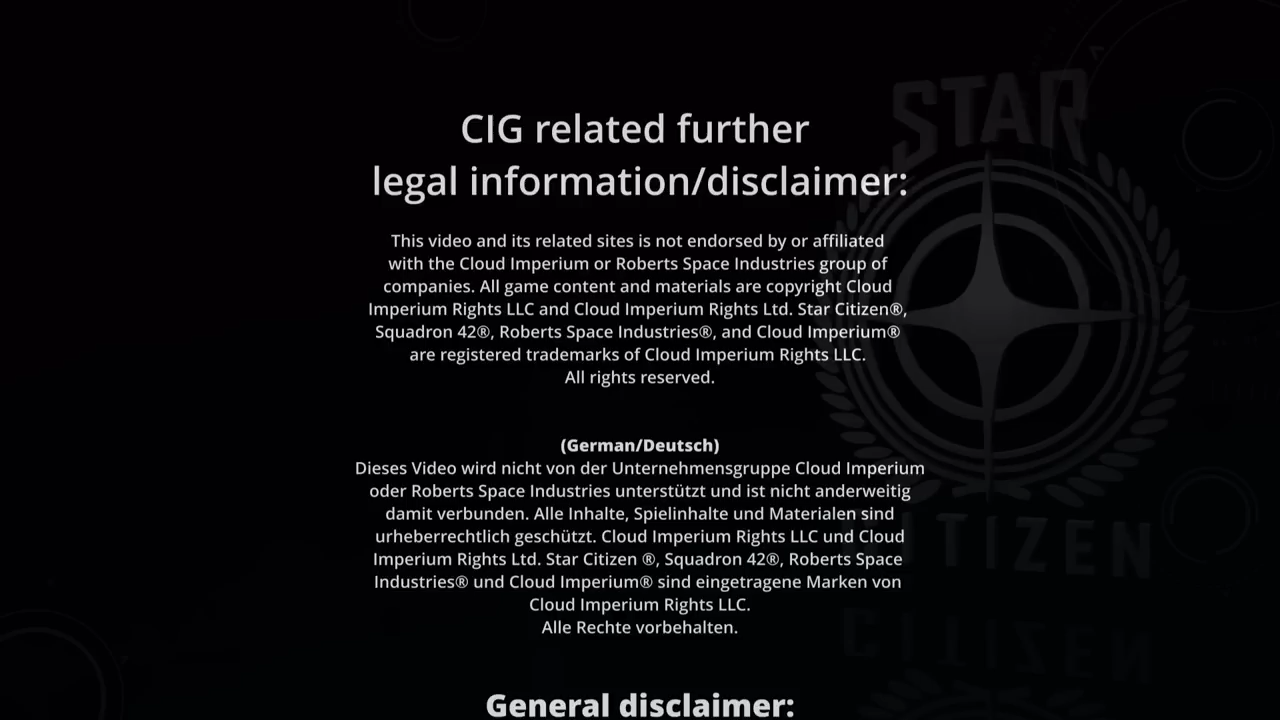 STAR
CITIZEN
CIG related further
legal information/disclaimer:
This video and its related sites is not endorsed by or affiliated
with the Cloud Imperium or Roberts Space Industries group of
companies. All game content and materials are copyright Cloud
Imperium Rights LLC and Cloud Imperium Rights Ltd. Star Citizen®,
Squadron 42®, Roberts Space Industries®, and Cloud Imperium®
are registered trademarks of Cloud Imperium Rights LLC.
All rights reserved.
(German/Deutsch)
Dieses Video wird nicht von der Unternehmensgruppe Cloud Imperium
oder Roberts Space Industries unterstützt und ist nicht anderweitig
damit verbunden. Alle Inhalte, Spielinhalte und Materialen sind
urheberrechtlich geschützt. Cloud Imperium Rights LLC und Cloud
Imperium Rights Ltd. Star Citizen ®, Squadron 42®, Roberts Space
Industries® und Cloud Imperium® sind eingetragene Marken von
Cloud Imperium Rights LLC.
Alle Rechte vorbehalten.
General disclaimer: